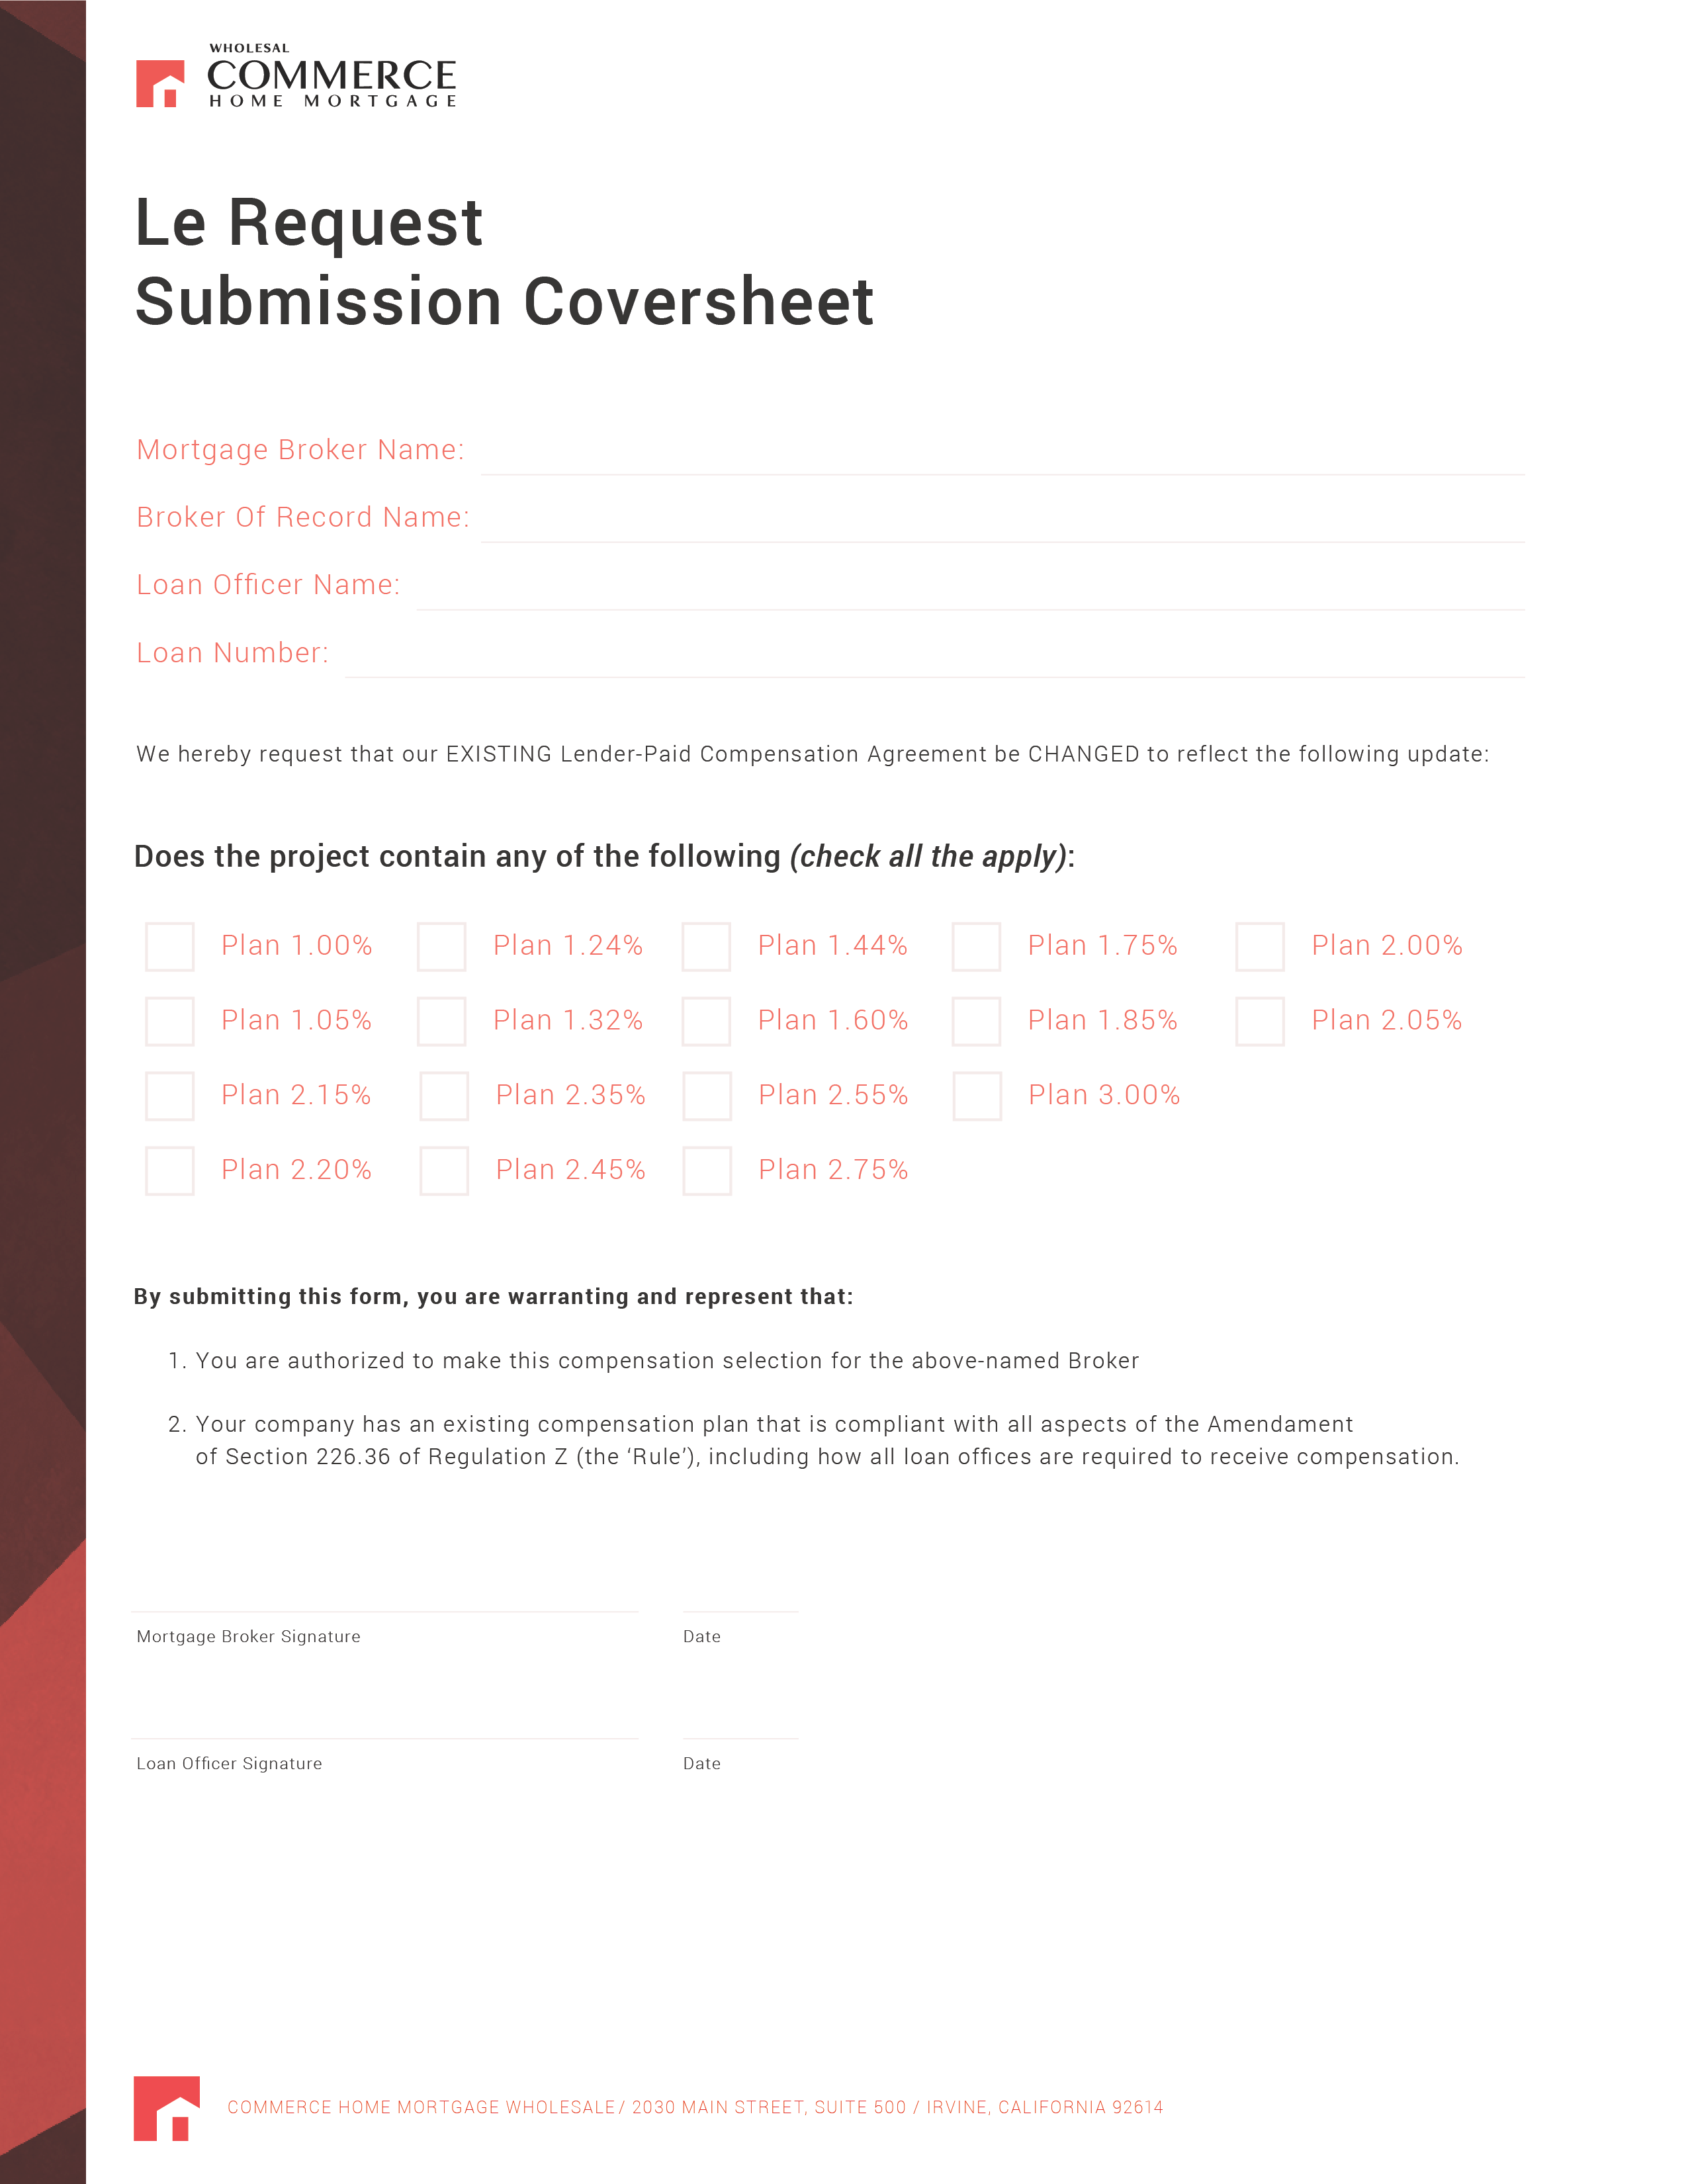 WHOLESAL
COMMERCE
HOME MORTGAGE
Le Request
Submission Coversheet
Mortgage Broker Name:
Broker Of Record Name:
Loan Officer Name:
Loan Number:
We hereby request that our EXISTING Lender-Paid Compensation Agreement be CHANGED to reflect the following update:
Does the project contain any of the following (check all the apply):
Plan 1.00% Plan 1.24% Plan 1.44% Plan 1.75% Plan 2.00%
Plan 1.05% Plan 1.32% Plan 1.60% Plan 1.85% Plan 2.05%
Plan 2.15% Plan 2.35% Plan 2.55% Plan 3.00%
Plan 2.20% Plan 2.45% Plan 2.75%
By submitting this form, you are warranting and represent that:
1. You are authorized to make this compensation selection for the above-named Broker
2. Your company has an existing compensation plan that is compliant with all aspects of the Amendament
of Section 226.36 of Regulation Z (the ‘Rule’), including how all loan offices are required to receive compensation.
Mortgage Broker Signature Date
Loan Officer Signature Date
COMMERCE HOME MORTGAGE WHOLESALE / 2030 MAIN STREET, SUITE 500 / IRVINE, CALIFORNIA 92614